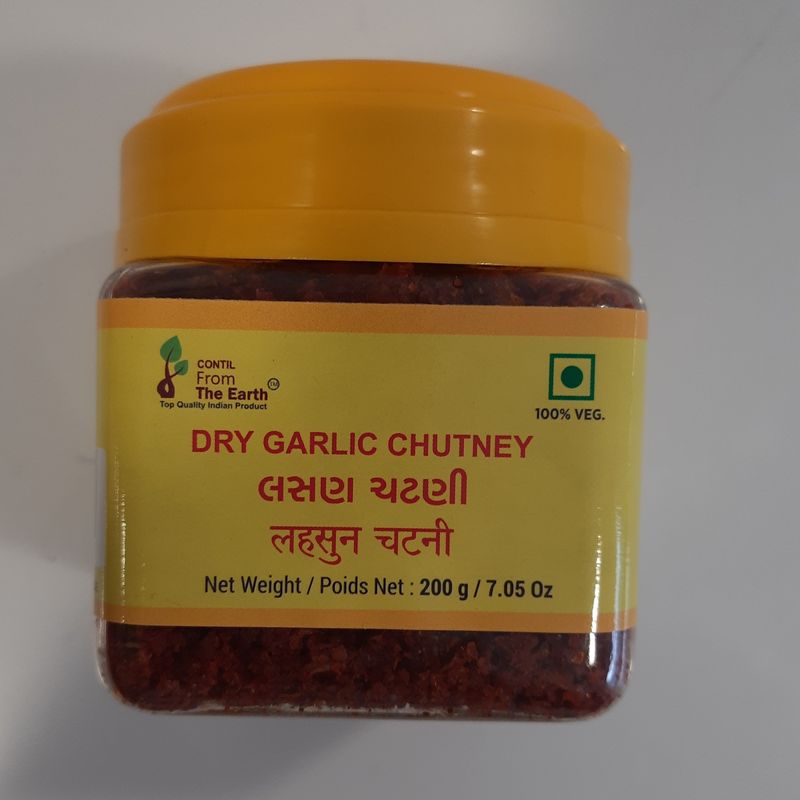 CONTIL
From
The Earth TM
Top Quality Indian Product
100% VEG.
DRY GARLIC CHUTNEY
લસણ ચટણી
लहसुन चटनी
Net Weight / Poids Net : 200 g / 7.05 Oz